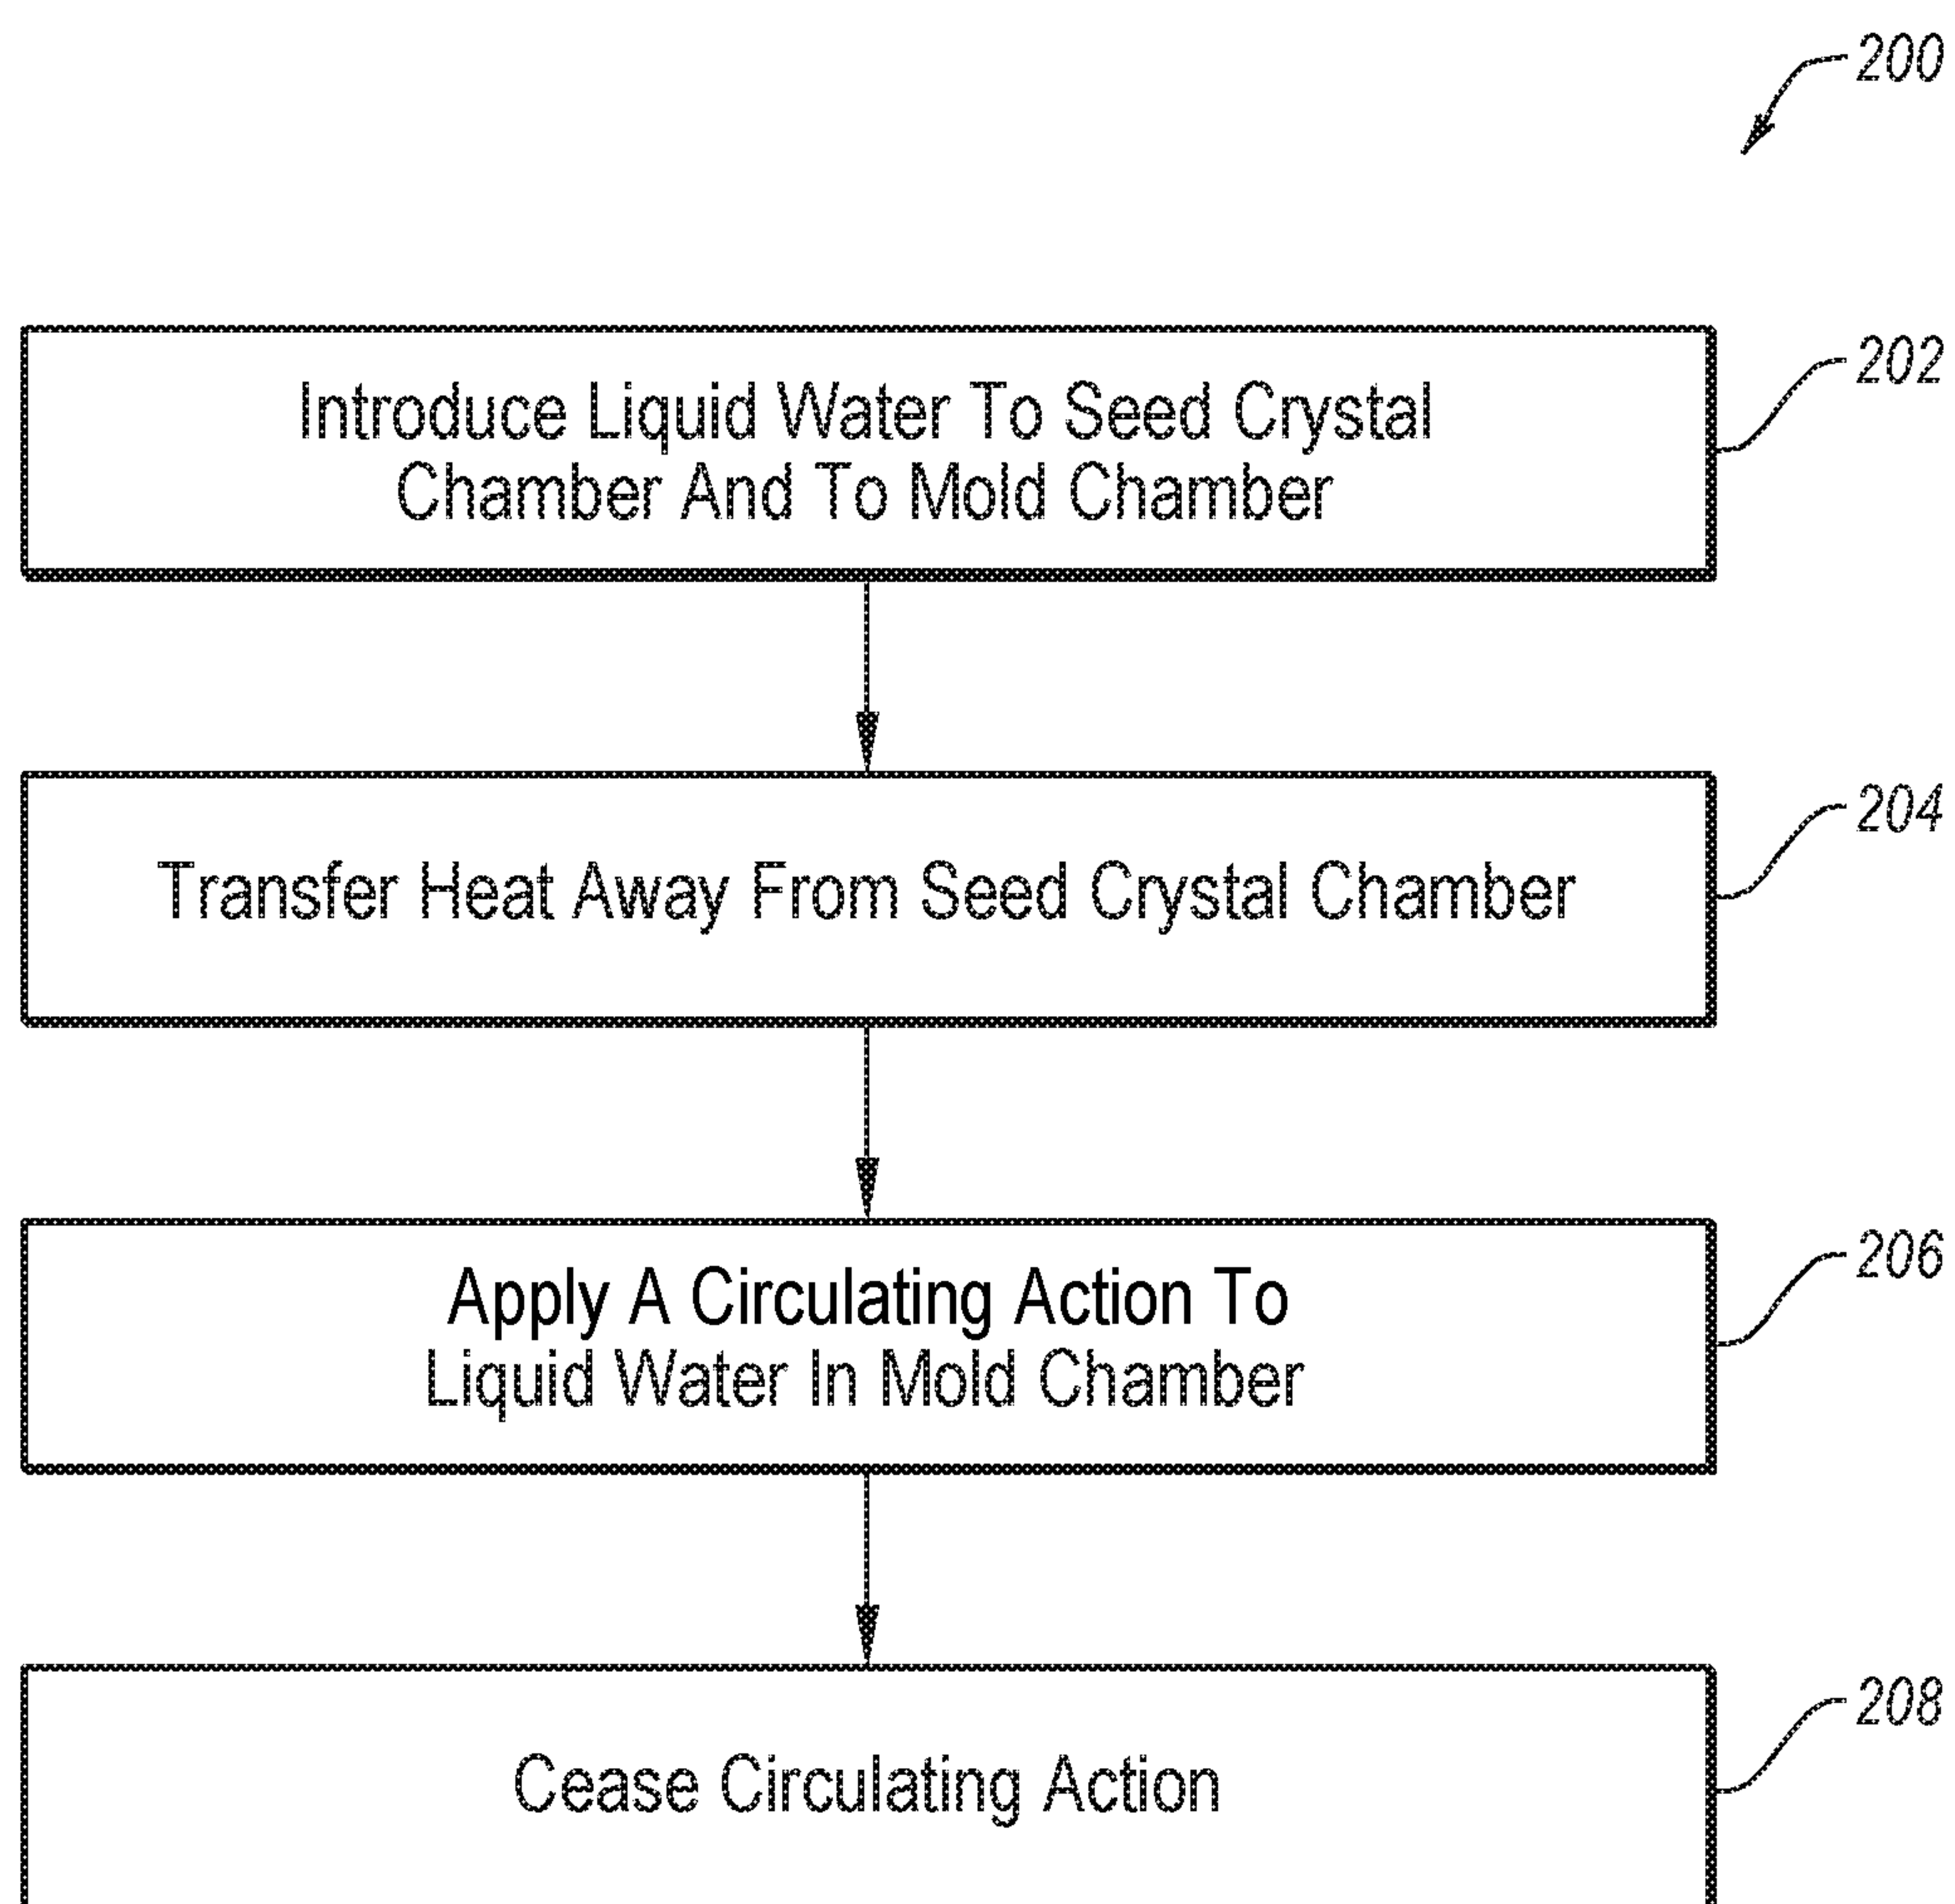 200
Introduce Liquid Water To Seed Crystal
Chamber And To Mold Chamber
202
Transfer Heat Away From Seed Crystal Chamber
204
Apply A Circulating Action To
Liquid Water In Mold Chamber
206
Cease Circulating Action
208